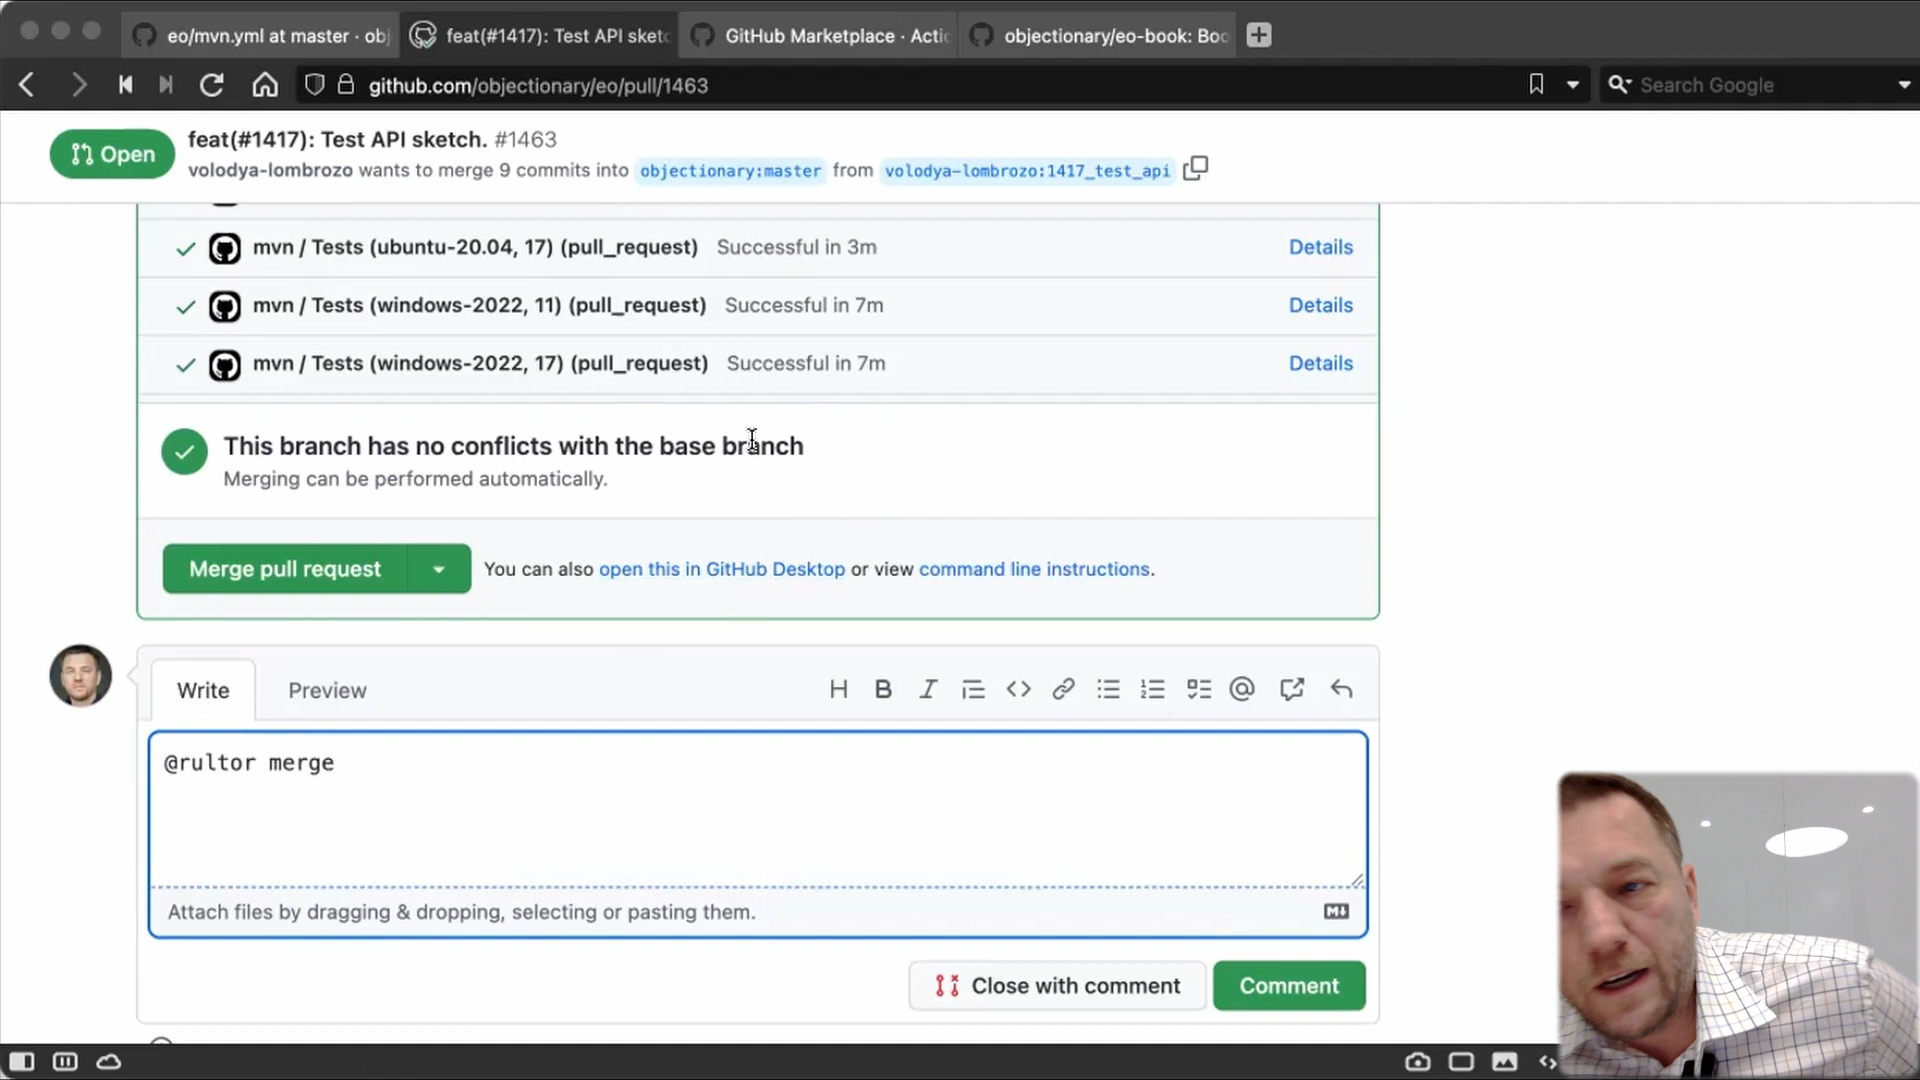 eo/mvn.yml at master · obj
feat(#1417): Test API sketc
GitHub Marketplace · Actic
objectionary/eo-book: Boo
github.com/objectionary/eo/pull/1463
Search Google
Open
feat(#1417): Test API sketch. #1463
volodya-lombrozo wants to merge 9 commits into objectionary:master from volodya-lombrozo:1417_test_api
mvn / Tests (ubuntu-20.04, 17) (pull_request) Successful in 3m Details
mvn / Tests (windows-2022, 11) (pull_request) Successful in 7m Details
mvn / Tests (windows-2022, 17) (pull_request) Successful in 7m Details
This branch has no conflicts with the base branch
Merging can be performed automatically.
Merge pull request You can also open this in GitHub Desktop or view command line instructions.
Write Preview
@rultor merge
Attach files by dragging & dropping, selecting or pasting them.
Close with comment Comment